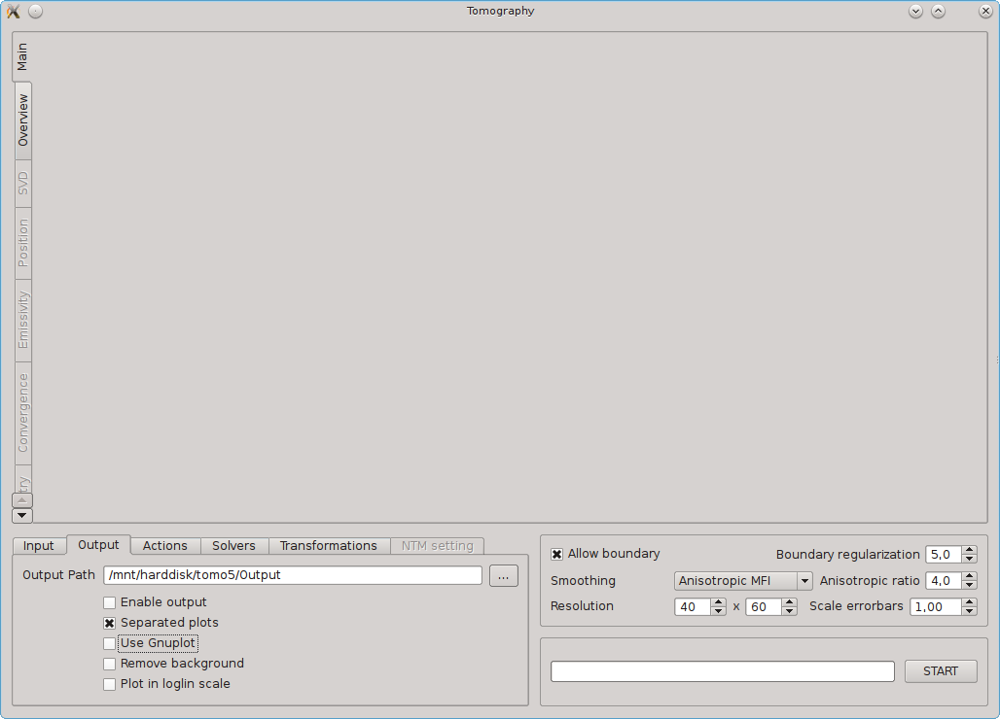 Tomography
Main
Overview
SVD
Position
Emissivity
Convergence
try
Input Output Actions Solvers Transformations NTM setting
Output Path /mnt/harddisk/tomo5/Output ...
Enable output
Separated plots
Use Gnuplot
Remove background
Plot in loglin scale
Allow boundary Boundary regularization 5,0
Smoothing Anisotropic MFI Anisotropic ratio 4,0
Resolution 40 x 60 Scale errorbars 1,00
START